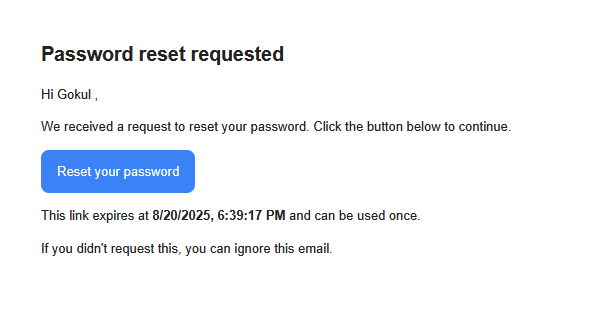 Password reset requested
Hi Gokul ,
We received a request to reset your password. Click the button below to continue.
Reset your password
This link expires at 8/20/2025, 6:39:17 PM and can be used once.
If you didn't request this, you can ignore this email.